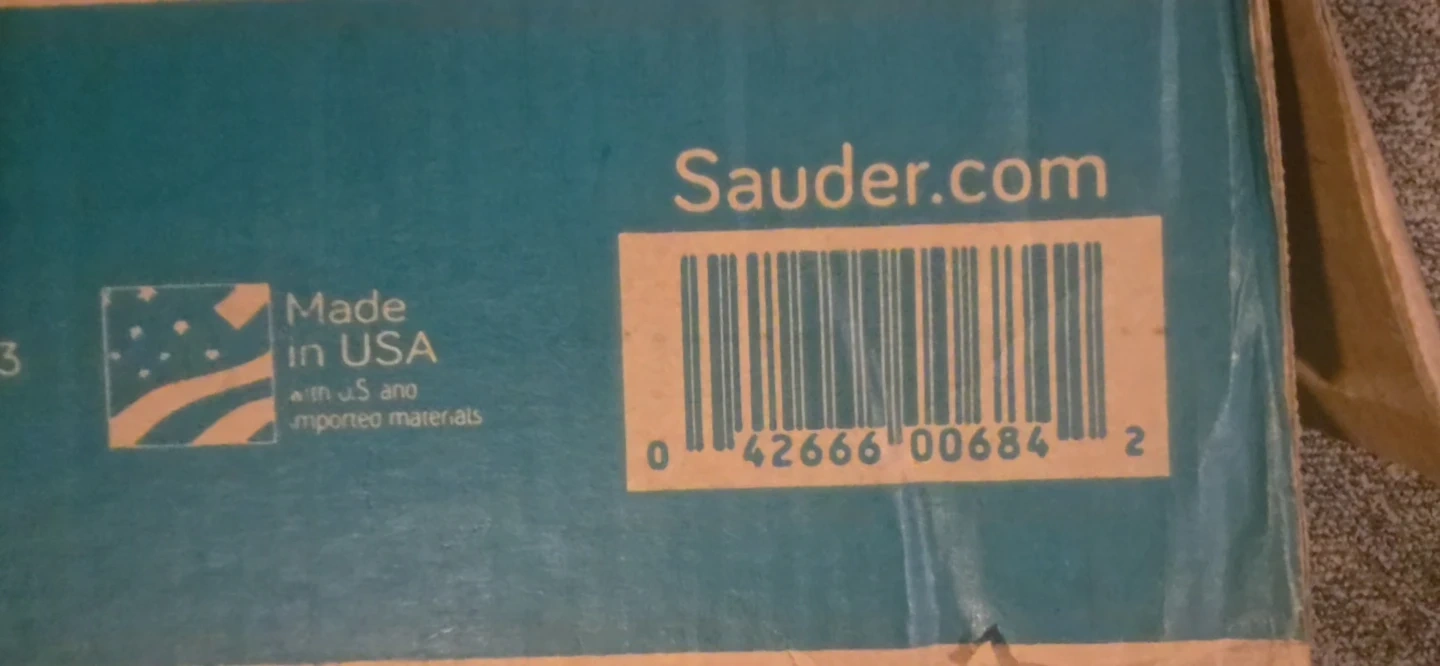 Sauder.com
Made
in USA
with U.S and
imported materials
3
0 42666 00684 2